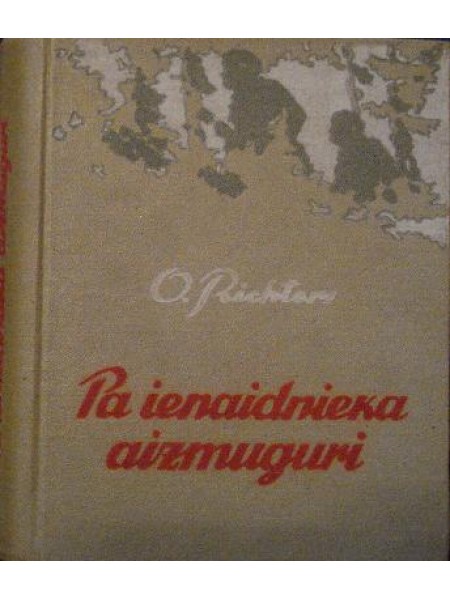 O. Richters
Pa ienaidnieka
aizmuguri